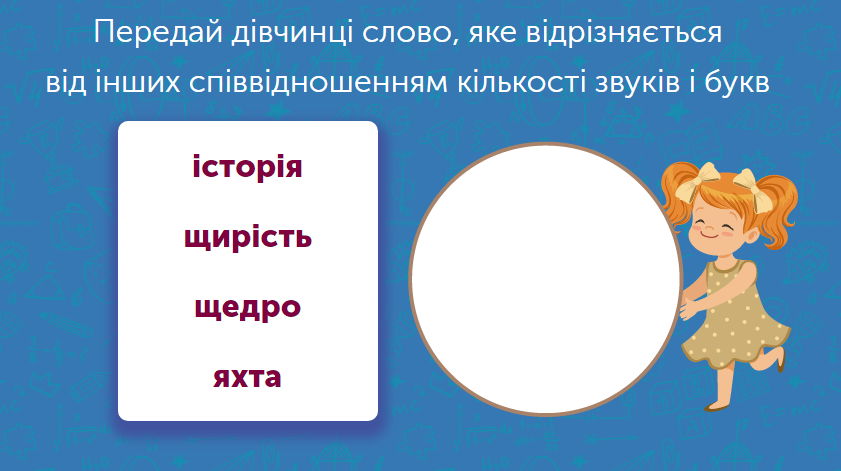 Передай дівчинці слово, яке відрізняється
від інших співвідношенням кількості звуків і букв
історія
щирість
щедро
яхта